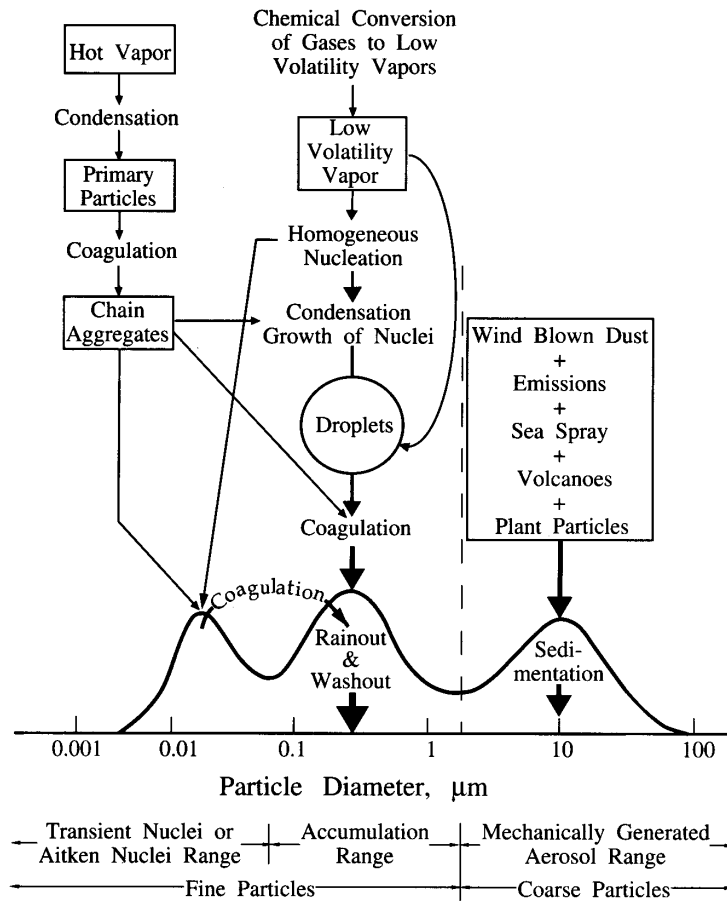 Hot Vapor
Condensation
Primary
Particles
Coagulation
Chain
Aggregates
Chemical Conversion
of Gases to Low
Volatility Vapors
Low
Volatility
Vapor
Homogeneous
Nucleation
Condensation
Growth of Nuclei
Droplets
Coagulation
Wind Blown Dust
+
Emissions
+
Sea Spray
+
Volcanoes
+
Plant Particles
Coagulation
Rainout
&
Washout
Sedi-
mentation
0.001 0.01 0.1 1 10 100
Particle Diameter, μm
Transient Nuclei or
Aitken Nuclei Range
Accumulation
Range
Mechanically Generated
Aerosol Range
Fine Particles
Coarse Particles